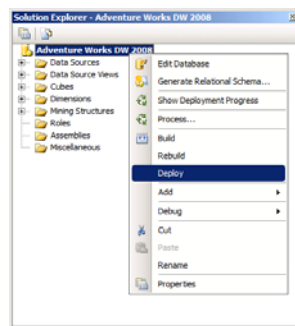 Solution Explorer - Adventure Works DW 2008
Adventure Works DW 2008
Data Sources
Data Source Views
Cubes
Dimensions
Mining Structures
Roles
Assemblies
Miscellaneous
Edit Database
Generate Relational Schema...
Show Deployment Progress
Process...
Build
Rebuild
Deploy
Add
Debug
Cut
Paste
Rename
Properties